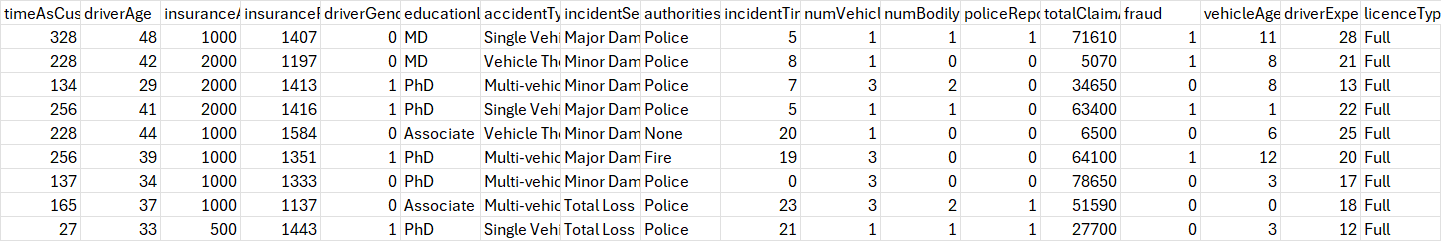 timeAsCus driverAge insuranceA insuranceF driverGend educationl accidentTy incidentSe authorities incidentTin numVehicl numBodily policeRepo totalClaimA fraud vehicleAge driverExpe licenceTyp
328 48 1000 1407 0 MD Single Vehi Major Dam Police 5 1 1 1 71610 1 11 28 Full
228 42 2000 1197 0 MD Vehicle The Minor Dam Police 8 1 0 0 5070 1 8 21 Full
134 29 2000 1413 1 PhD Multi-vehic Minor Dam Police 7 3 2 0 34650 0 8 13 Full
256 41 2000 1416 1 PhD Single Vehi Major Dam Police 5 1 1 0 63400 1 1 22 Full
228 44 1000 1584 0 Associate Vehicle The Minor Dam None 20 1 0 0 6500 0 6 25 Full
256 39 1000 1351 1 PhD Multi-vehic Major Dam Fire 19 3 0 0 64100 1 12 20 Full
137 34 1000 1333 0 PhD Multi-vehic Minor Dam Police 0 3 0 0 78650 0 3 17 Full
165 37 1000 1137 0 Associate Multi-vehic Total Loss Police 23 3 2 1 51590 0 0 18 Full
27 33 500 1443 1 PhD Single Vehi Total Loss Police 21 1 1 1 27700 0 3 12 Full